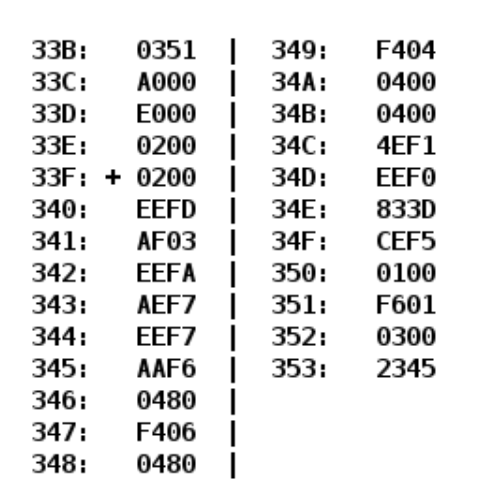 33B: 0351 | 349: F404
33C: A000 | 34A: 0400
33D: E000 | 34B: 0400
33E: 0200 | 34C: 4EF1
33F: + 0200 | 34D: EEF0
340: EEFD | 34E: 833D
341: AF03 | 34F: CEF5
342: EEFA | 350: 0100
343: AEF7 | 351: F601
344: EEF7 | 352: 0300
345: AAF6 | 353: 2345
346: 0480 |
347: F406 |
348: 0480 |